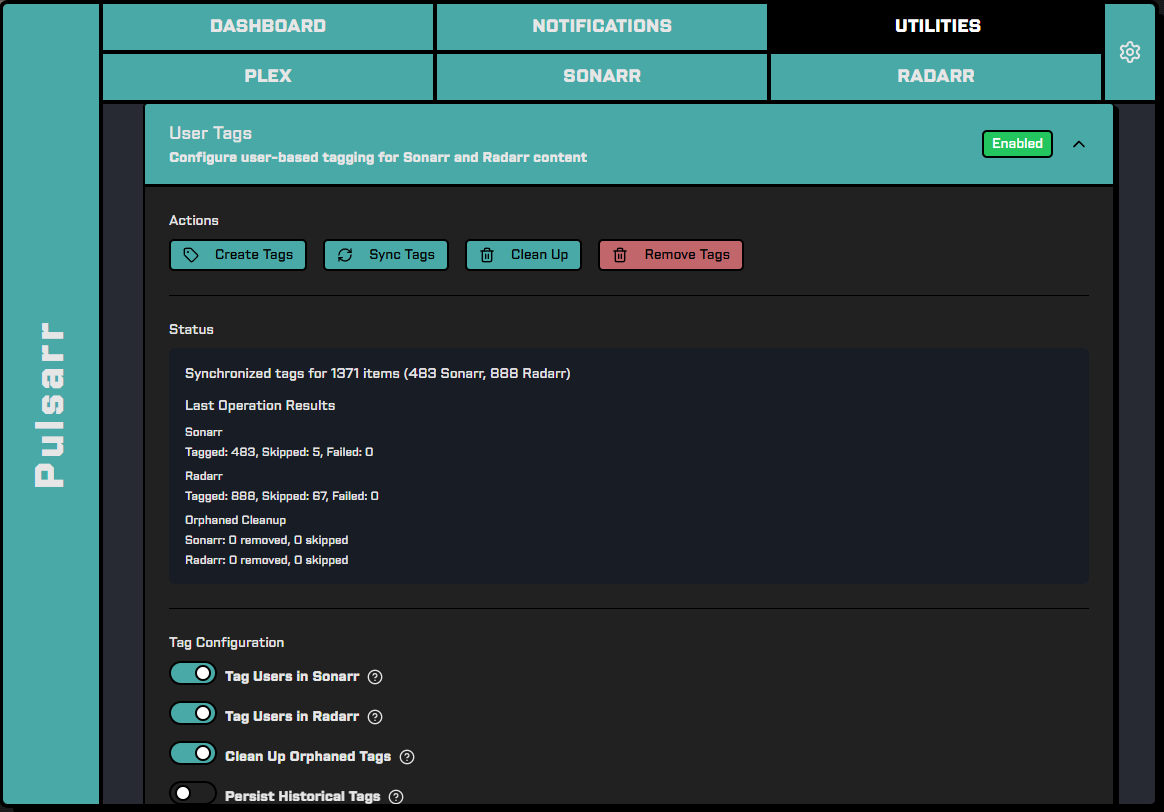 Pulsarr
DASHBOARD
NOTIFICATIONS
UTILITIES
PLEX
SONARR
RADARR
User Tags
Configure user-based tagging for Sonarr and Radarr content
Enabled
Actions
Create Tags
Sync Tags
Clean Up
Remove Tags
Status
Synchronized tags for 1371 items (483 Sonarr, 888 Radarr)
Last Operation Results
Sonarr
Tagged: 483, Skipped: 5, Failed: 0
Radarr
Tagged: 888, Skipped: 67, Failed: 0
Orphaned Cleanup
Sonarr: 0 removed, 0 skipped
Radarr: 0 removed, 0 skipped
Tag Configuration
Tag Users in Sonarr
Tag Users in Radarr
Clean Up Orphaned Tags
Persist Historical Tags